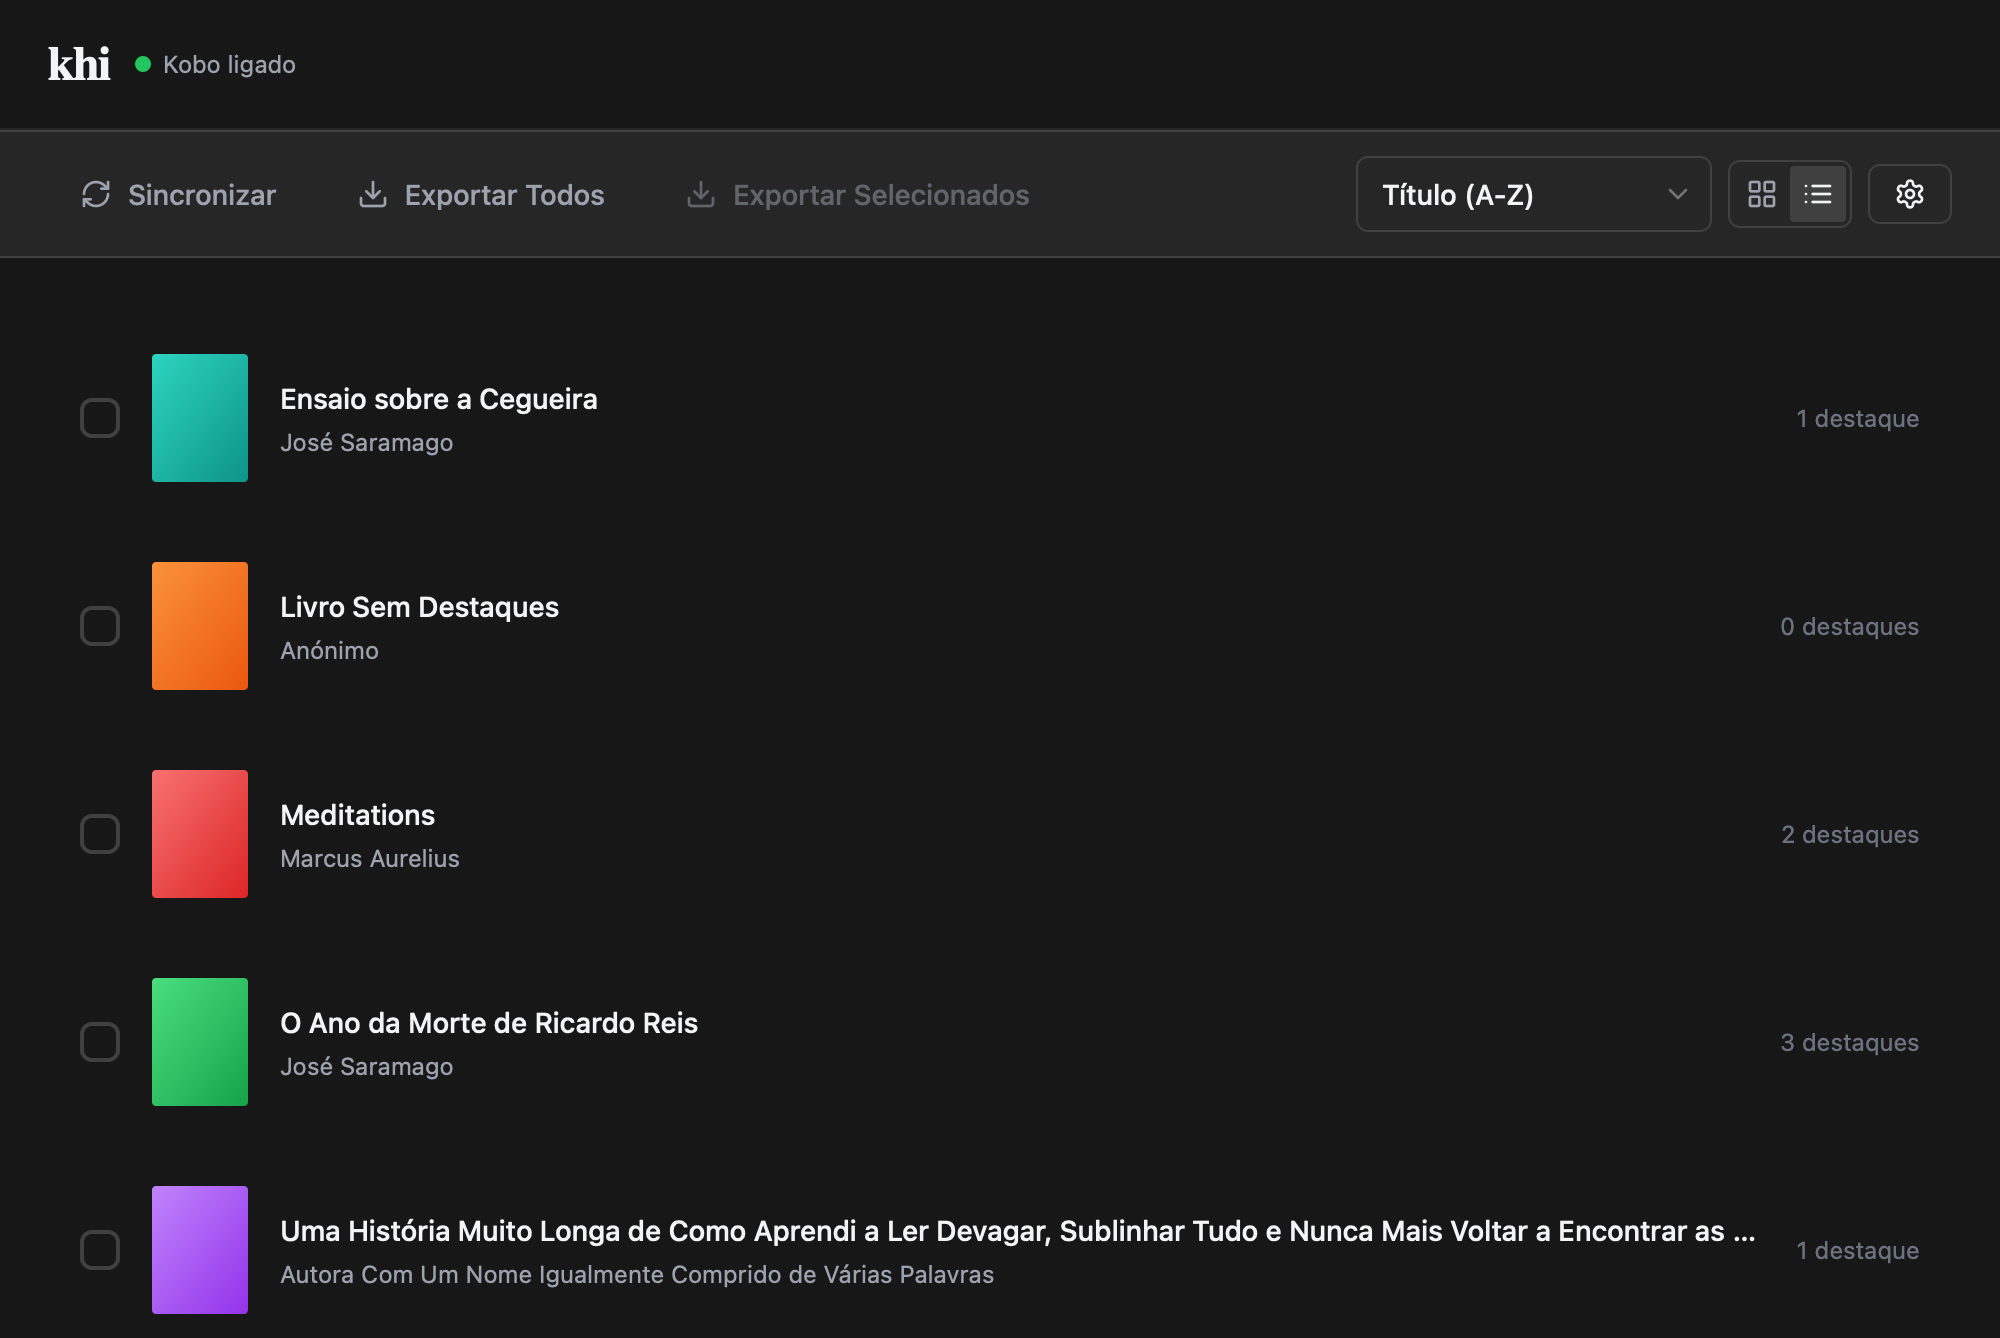 khi
Kobo ligado
Sincronizar
Exportar Todos
Exportar Selecionados
Título (A-Z)
Ensaio sobre a Cegueira
José Saramago
1 destaque
Livro Sem Destaques
Anónimo
0 destaques
Meditations
Marcus Aurelius
2 destaques
O Ano da Morte de Ricardo Reis
José Saramago
3 destaques
Uma História Muito Longa de Como Aprendi a Ler Devagar, Sublinhar Tudo e Nunca Mais Voltar a Encontrar as ...
Autora Com Um Nome Igualmente Comprido de Várias Palavras
1 destaque